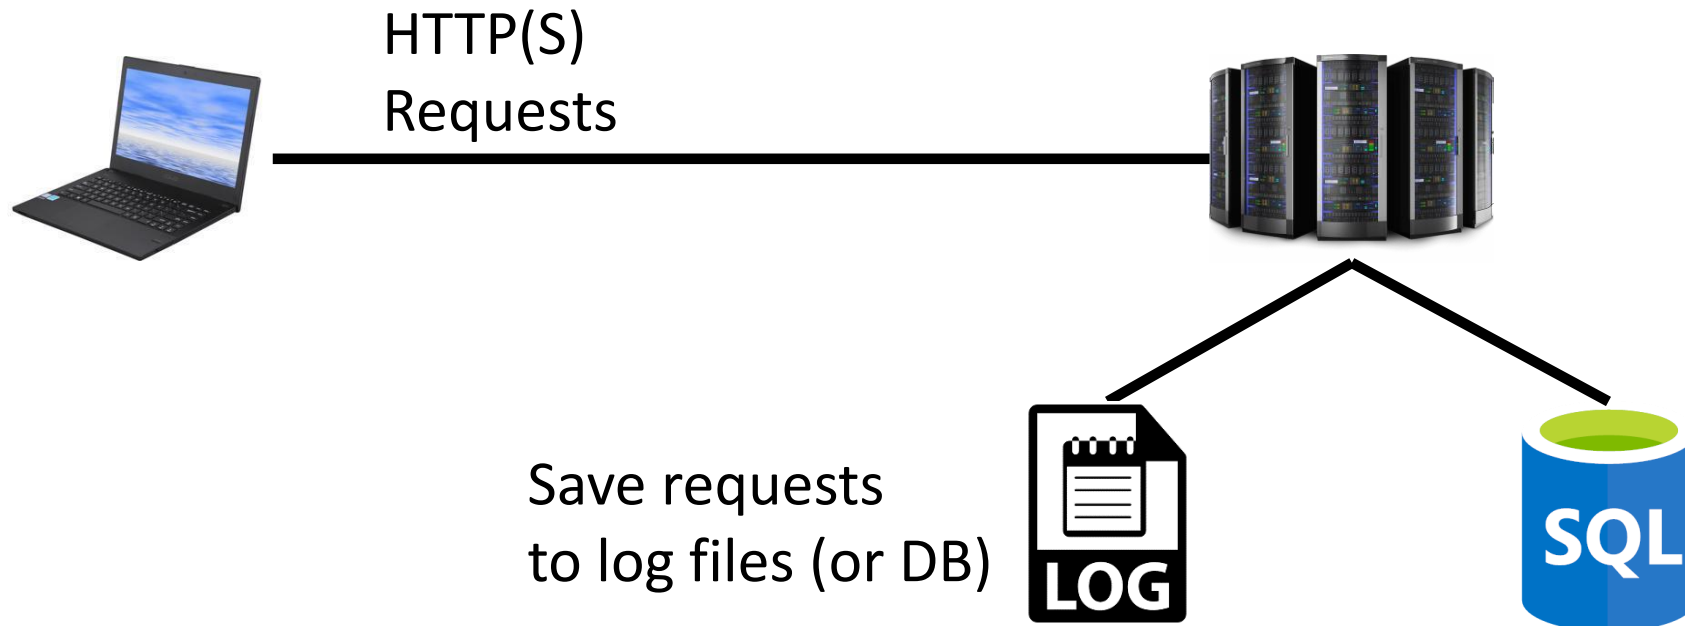 HTTP(S)
Requests
Save requests
to log files (or DB)
LOG
SQL